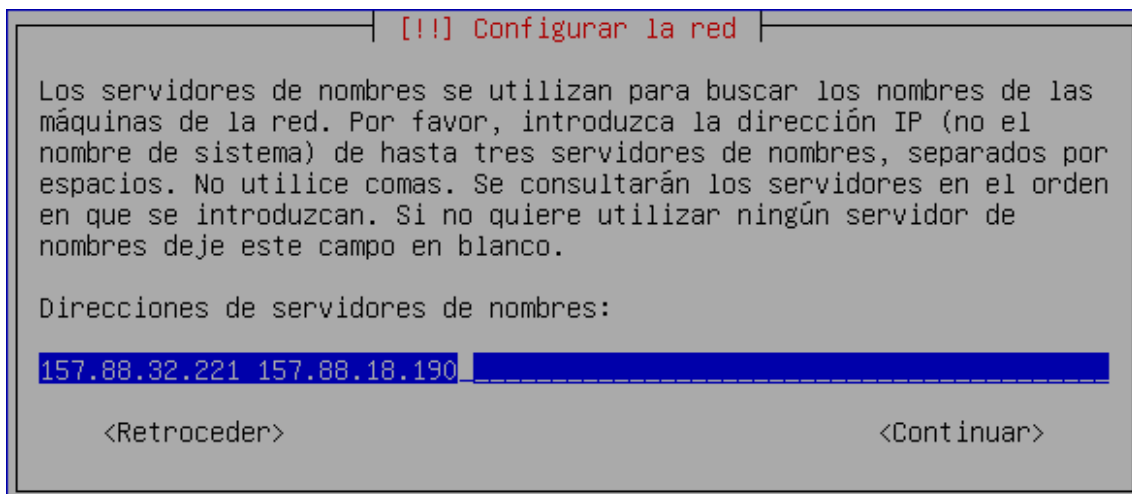 [!!] Configurar la red
Los servidores de nombres se utilizan para buscar los nombres de las
máquinas de la red. Por favor, introduzca la dirección IP (no el
nombre de sistema) de hasta tres servidores de nombres, separados por
espacios. No utilice comas. Se consultarán los servidores en el orden
en que se introduzcan. Si no quiere utilizar ningún servidor de
nombres deje este campo en blanco.
Direcciones de servidores de nombres:
157.88.32.221 157.88.18.190
<Retroceder> <Continuar>